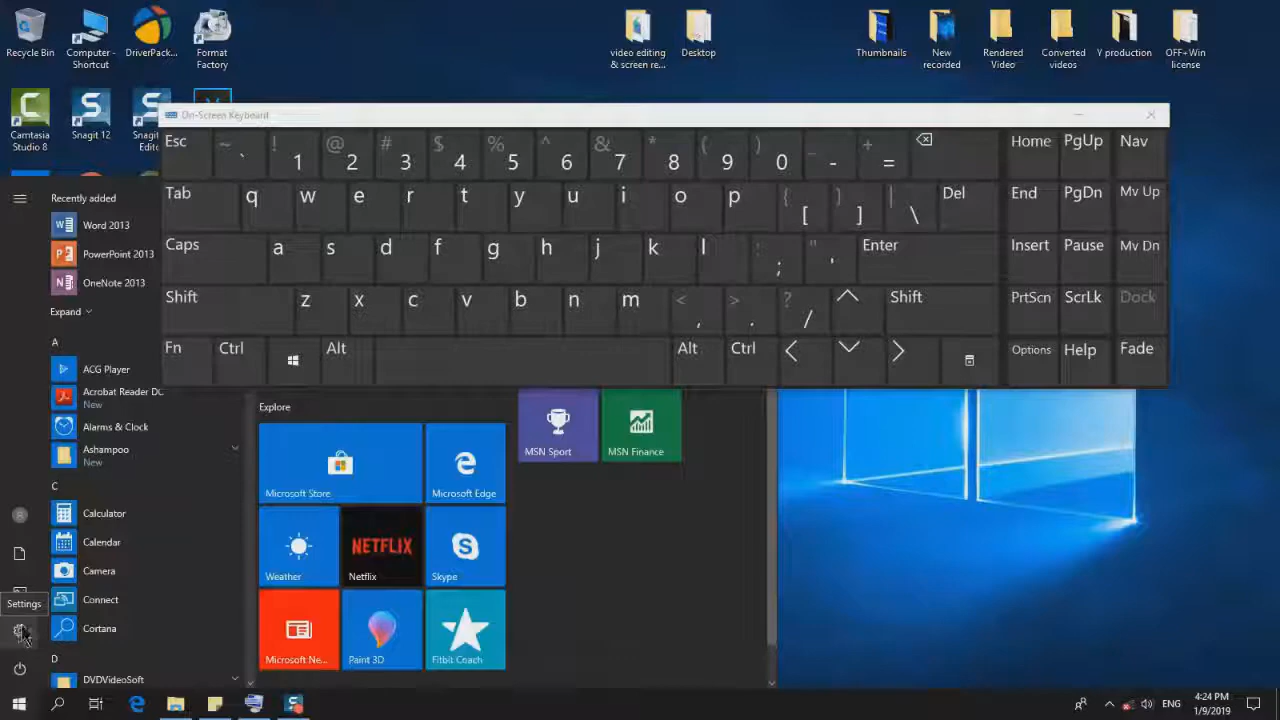 Recycle Bin
Computer - Shortcut
DriverPack...
Format Factory
video editing & screen re...
Desktop
Thumbnails
New recorded
Rendered Video
Converted videos
Y production
OFF+Win license
Camtasia Studio 8
Snagit 12
Snagit Edito
On-Screen Keyboard
Esc ~ ` ! 1 @ 2 # 3 $ 4 % 5 ^ 6 & 7 * 8 ( 9 ) 0 _ - + = Home PgUp Nav
Tab q w e r t y u i o p { [ } ] | \ Del End PgDn Mv Up
Caps a s d f g h j k l : ; " ' Enter Insert Pause Mv Dn
Shift z x c v b n m < , > . ? / Shift PrtScn ScrLk Dock
Fn Ctrl Alt Alt Ctrl Options Help Fade
Recently added
Word 2013
PowerPoint 2013
OneNote 2013
Expand
A
ACG Player
Acrobat Reader DC
New
Alarms & Clock
Ashampoo
New
C
Calculator
Calendar
Camera
Connect
Cortana
D
DVDVideoSoft
Settings
Explore
Microsoft Store
Microsoft Edge
Weather
NETFLIX
Netflix
Skype
Microsoft Ne...
Paint 3D
Fitbit Coach
MSN Sport
MSN Finance
ENG
4:24 PM
1/9/2019